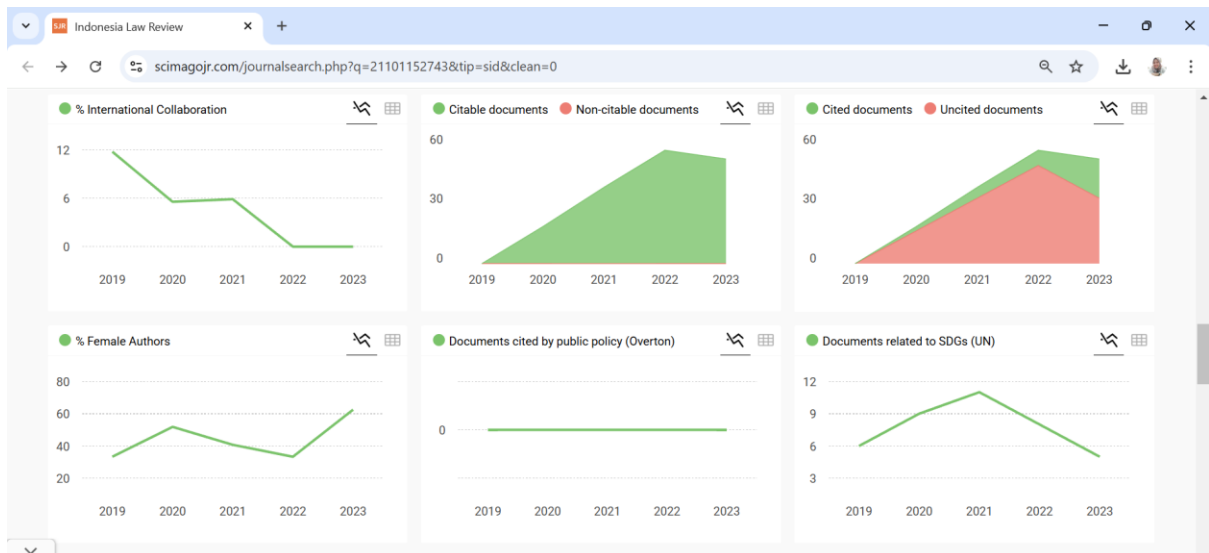 SJR Indonesia Law Review
scimagojr.com/journalsearch.php?q=21101152743&tip=sid&clean=0
% International Collaboration
12
6
0
2019 2020 2021 2022 2023
Citable documents Non-citable documents
60
30
0
2019 2020 2021 2022 2023
Cited documents Uncited documents
60
30
0
2019 2020 2021 2022 2023
% Female Authors
80
60
40
20
2019 2020 2021 2022 2023
Documents cited by public policy (Overton)
0
2019 2020 2021 2022 2023
Documents related to SDGs (UN)
12
9
6
3
2019 2020 2021 2022 2023